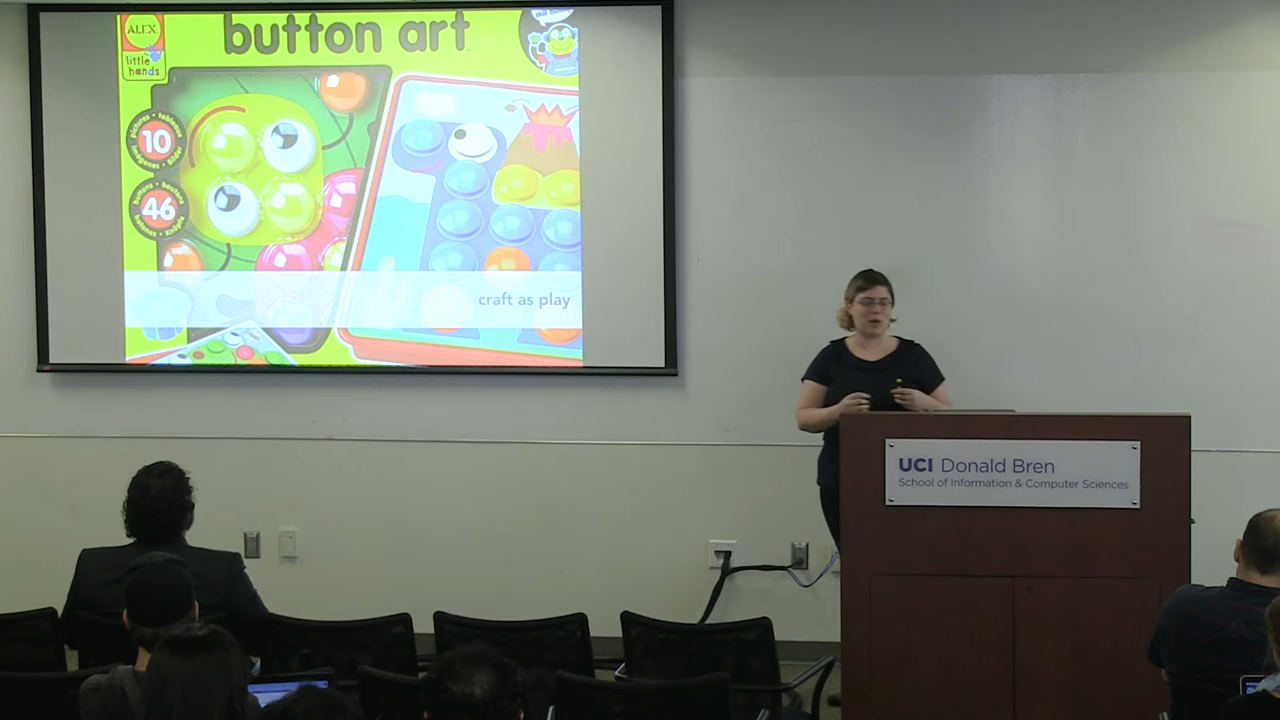 ALEX
little
hands
button art
pictures • tableaux
10
46
craft as play
UCI Donald Bren
School of Information & Computer Sciences